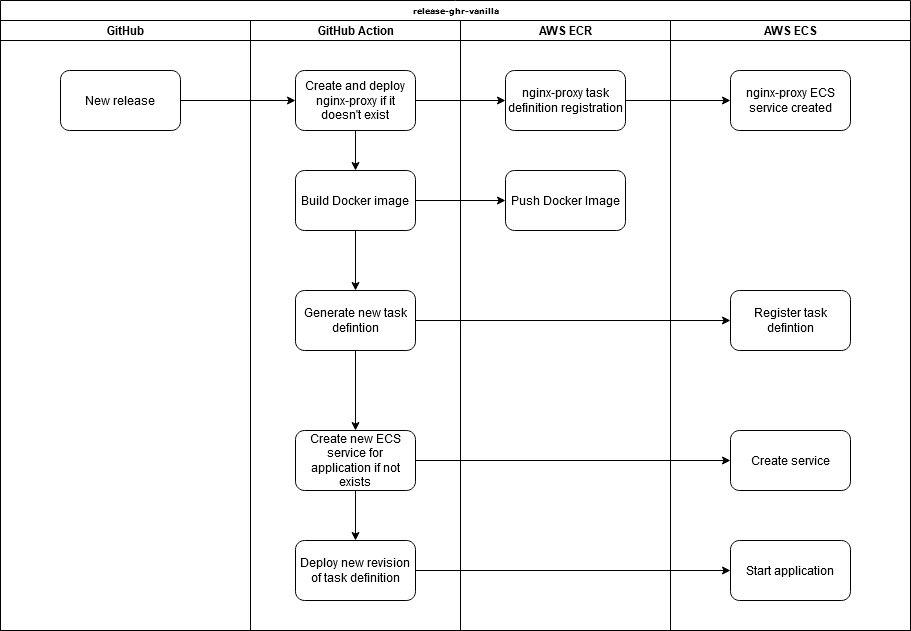 release-ghr-vanilla
GitHub
GitHub Action
AWS ECR
AWS ECS
New release
Create and deploy
nginx-proxy if it
doesn't exist
nginx-proxy task
definition registration
nginx-proxy ECS
service created
Build Docker image
Push Docker Image
Generate new task
defintion
Register task
defintion
Create new ECS
service for
application if not
exists
Create service
Deploy new revision
of task definition
Start application